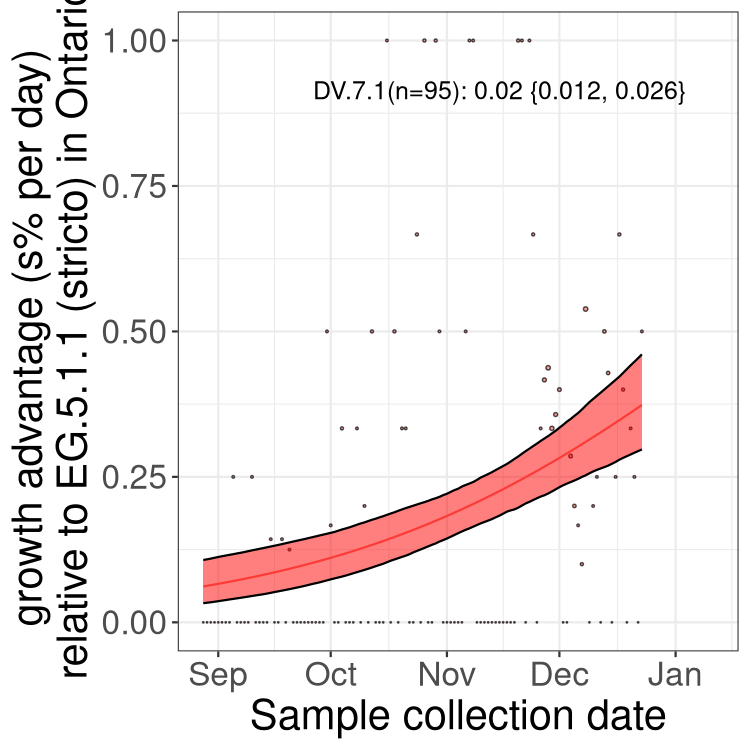 growth advantage (s% per day)
relative to EG.5.1.1 (stricto) in Ontario
1.00
0.75
0.50
0.25
0.00
DV.7.1(n=95): 0.02 {0.012, 0.026}
Sep Oct Nov Dec Jan
Sample collection date